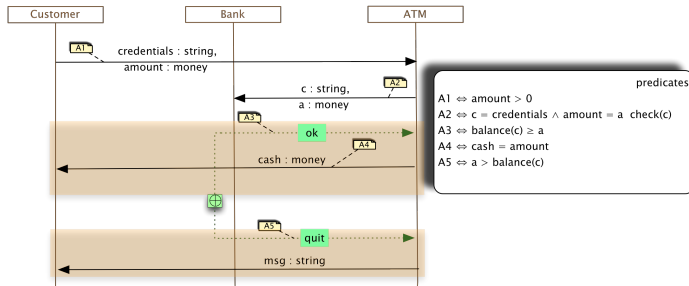 Customer
Bank
ATM
A1
credentials : string,
amount : money
A2
c : string,
a : money
predicates
A1 ⇔ amount > 0
A2 ⇔ c = credentials ∧ amount = a check(c)
A3 ⇔ balance(c) ≥ a
A4 ⇔ cash = amount
A5 ⇔ a > balance(c)
A3
ok
A4
cash : money
A5
quit
msg : string